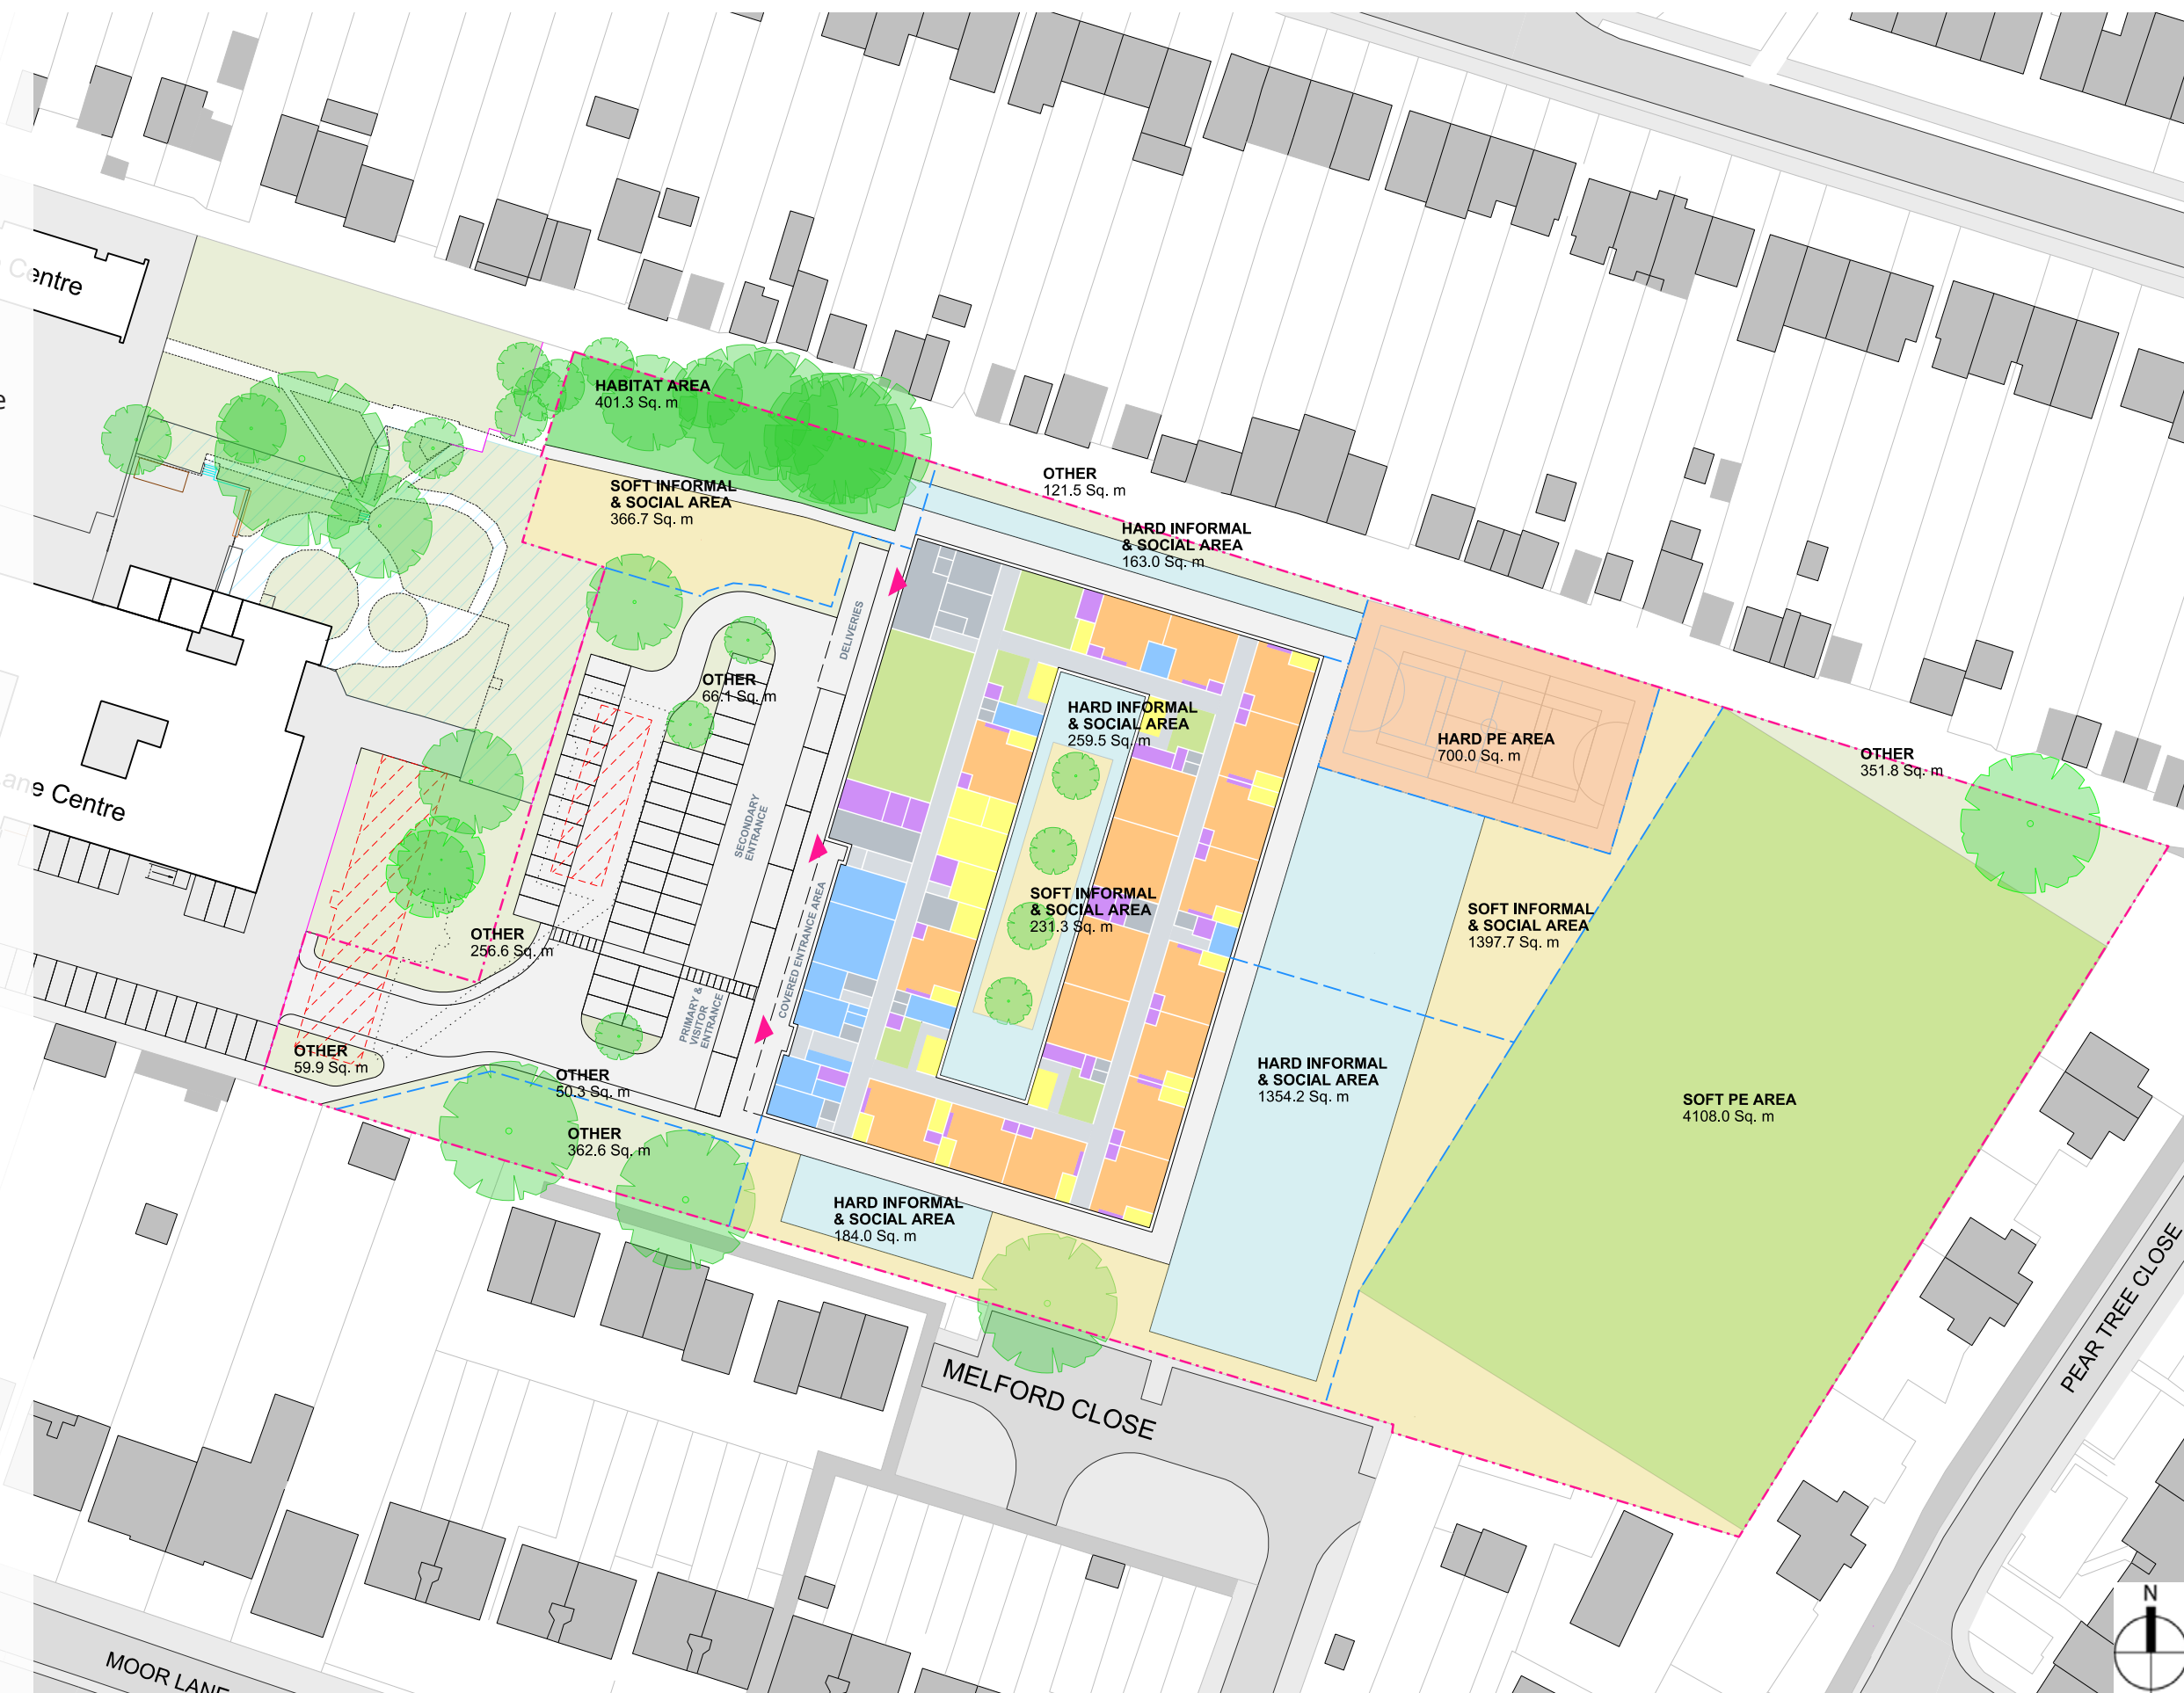 Centre
HABITAT AREA
401.3 Sq. m
SOFT INFORMAL
& SOCIAL AREA
366.7 Sq. m
OTHER
121.5 Sq. m
HARD INFORMAL
& SOCIAL AREA
163.0 Sq. m
DELIVERIES
OTHER
66.1 Sq. m
HARD INFORMAL
& SOCIAL AREA
259.5 Sq. m
HARD PE AREA
700.0 Sq. m
OTHER
351.8 Sq. m
ane Centre
SECONDARY
ENTRANCE
COVERED ENTRANCE AREA
SOFT INFORMAL
& SOCIAL AREA
231.3 Sq. m
SOFT INFORMAL
& SOCIAL AREA
1397.7 Sq. m
OTHER
256.6 Sq. m
PRIMARY &
VISITOR
ENTRANCE
OTHER
59.9 Sq. m
OTHER
50.3 Sq. m
HARD INFORMAL
& SOCIAL AREA
1354.2 Sq. m
SOFT PE AREA
4108.0 Sq. m
OTHER
362.6 Sq. m
HARD INFORMAL
& SOCIAL AREA
184.0 Sq. m
MELFORD CLOSE
PEAR TREE CLOSE
N
MOOR LANE